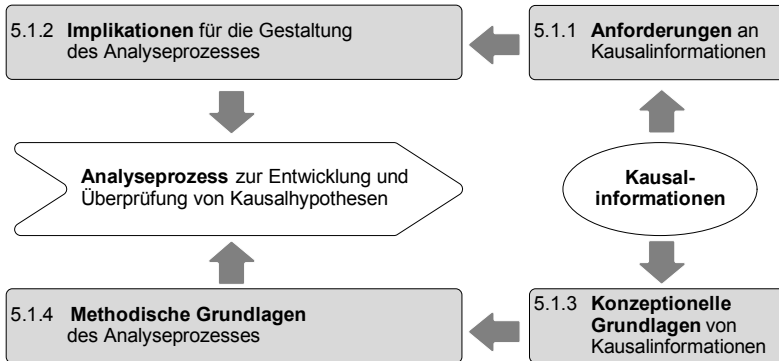 5.1.2 Implikationen für die Gestaltung
des Analyseprozesses
5.1.1 Anforderungen an
Kausalinformationen
Analyseprozess zur Entwicklung und
Überprüfung von Kausalhypothesen
Kausal-
informationen
5.1.4 Methodische Grundlagen
des Analyseprozesses
5.1.3 Konzeptionelle
Grundlagen von
Kausalinformationen